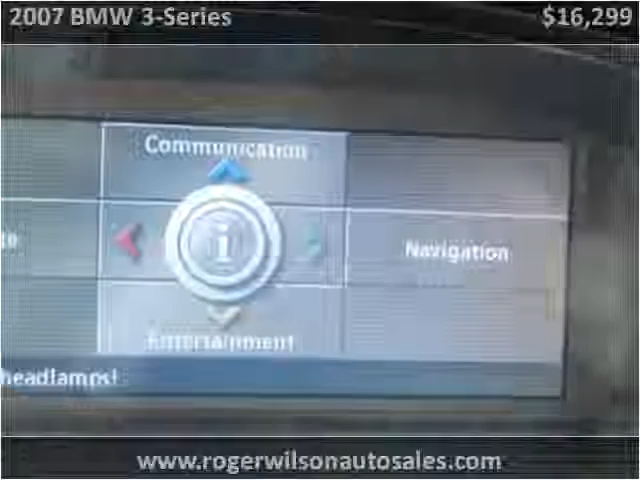 2007 BMW 3-Series $16,299
Communication
i
Navigation
Entertainment
headlamps!
www.rogerwilsonautosales.com